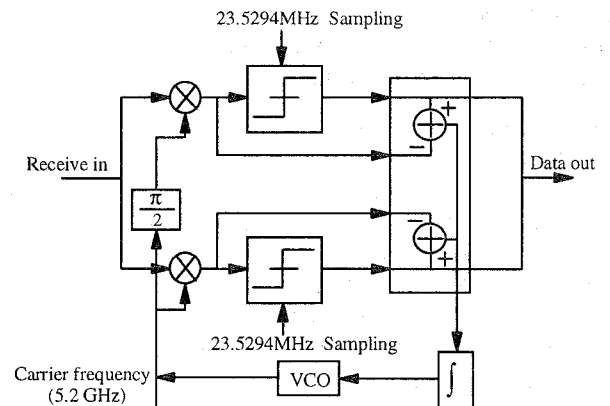 23.5294MHz Sampling
+
−
Receive in
Data out
π
2
−
+
23.5294MHz Sampling
Carrier frequency
(5.2 GHz)
VCO
∫